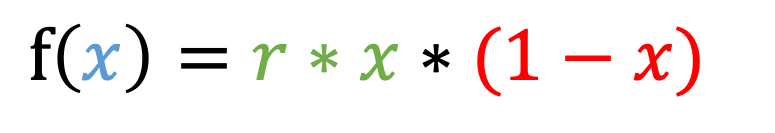 f(x) = r * x * (1 − x)